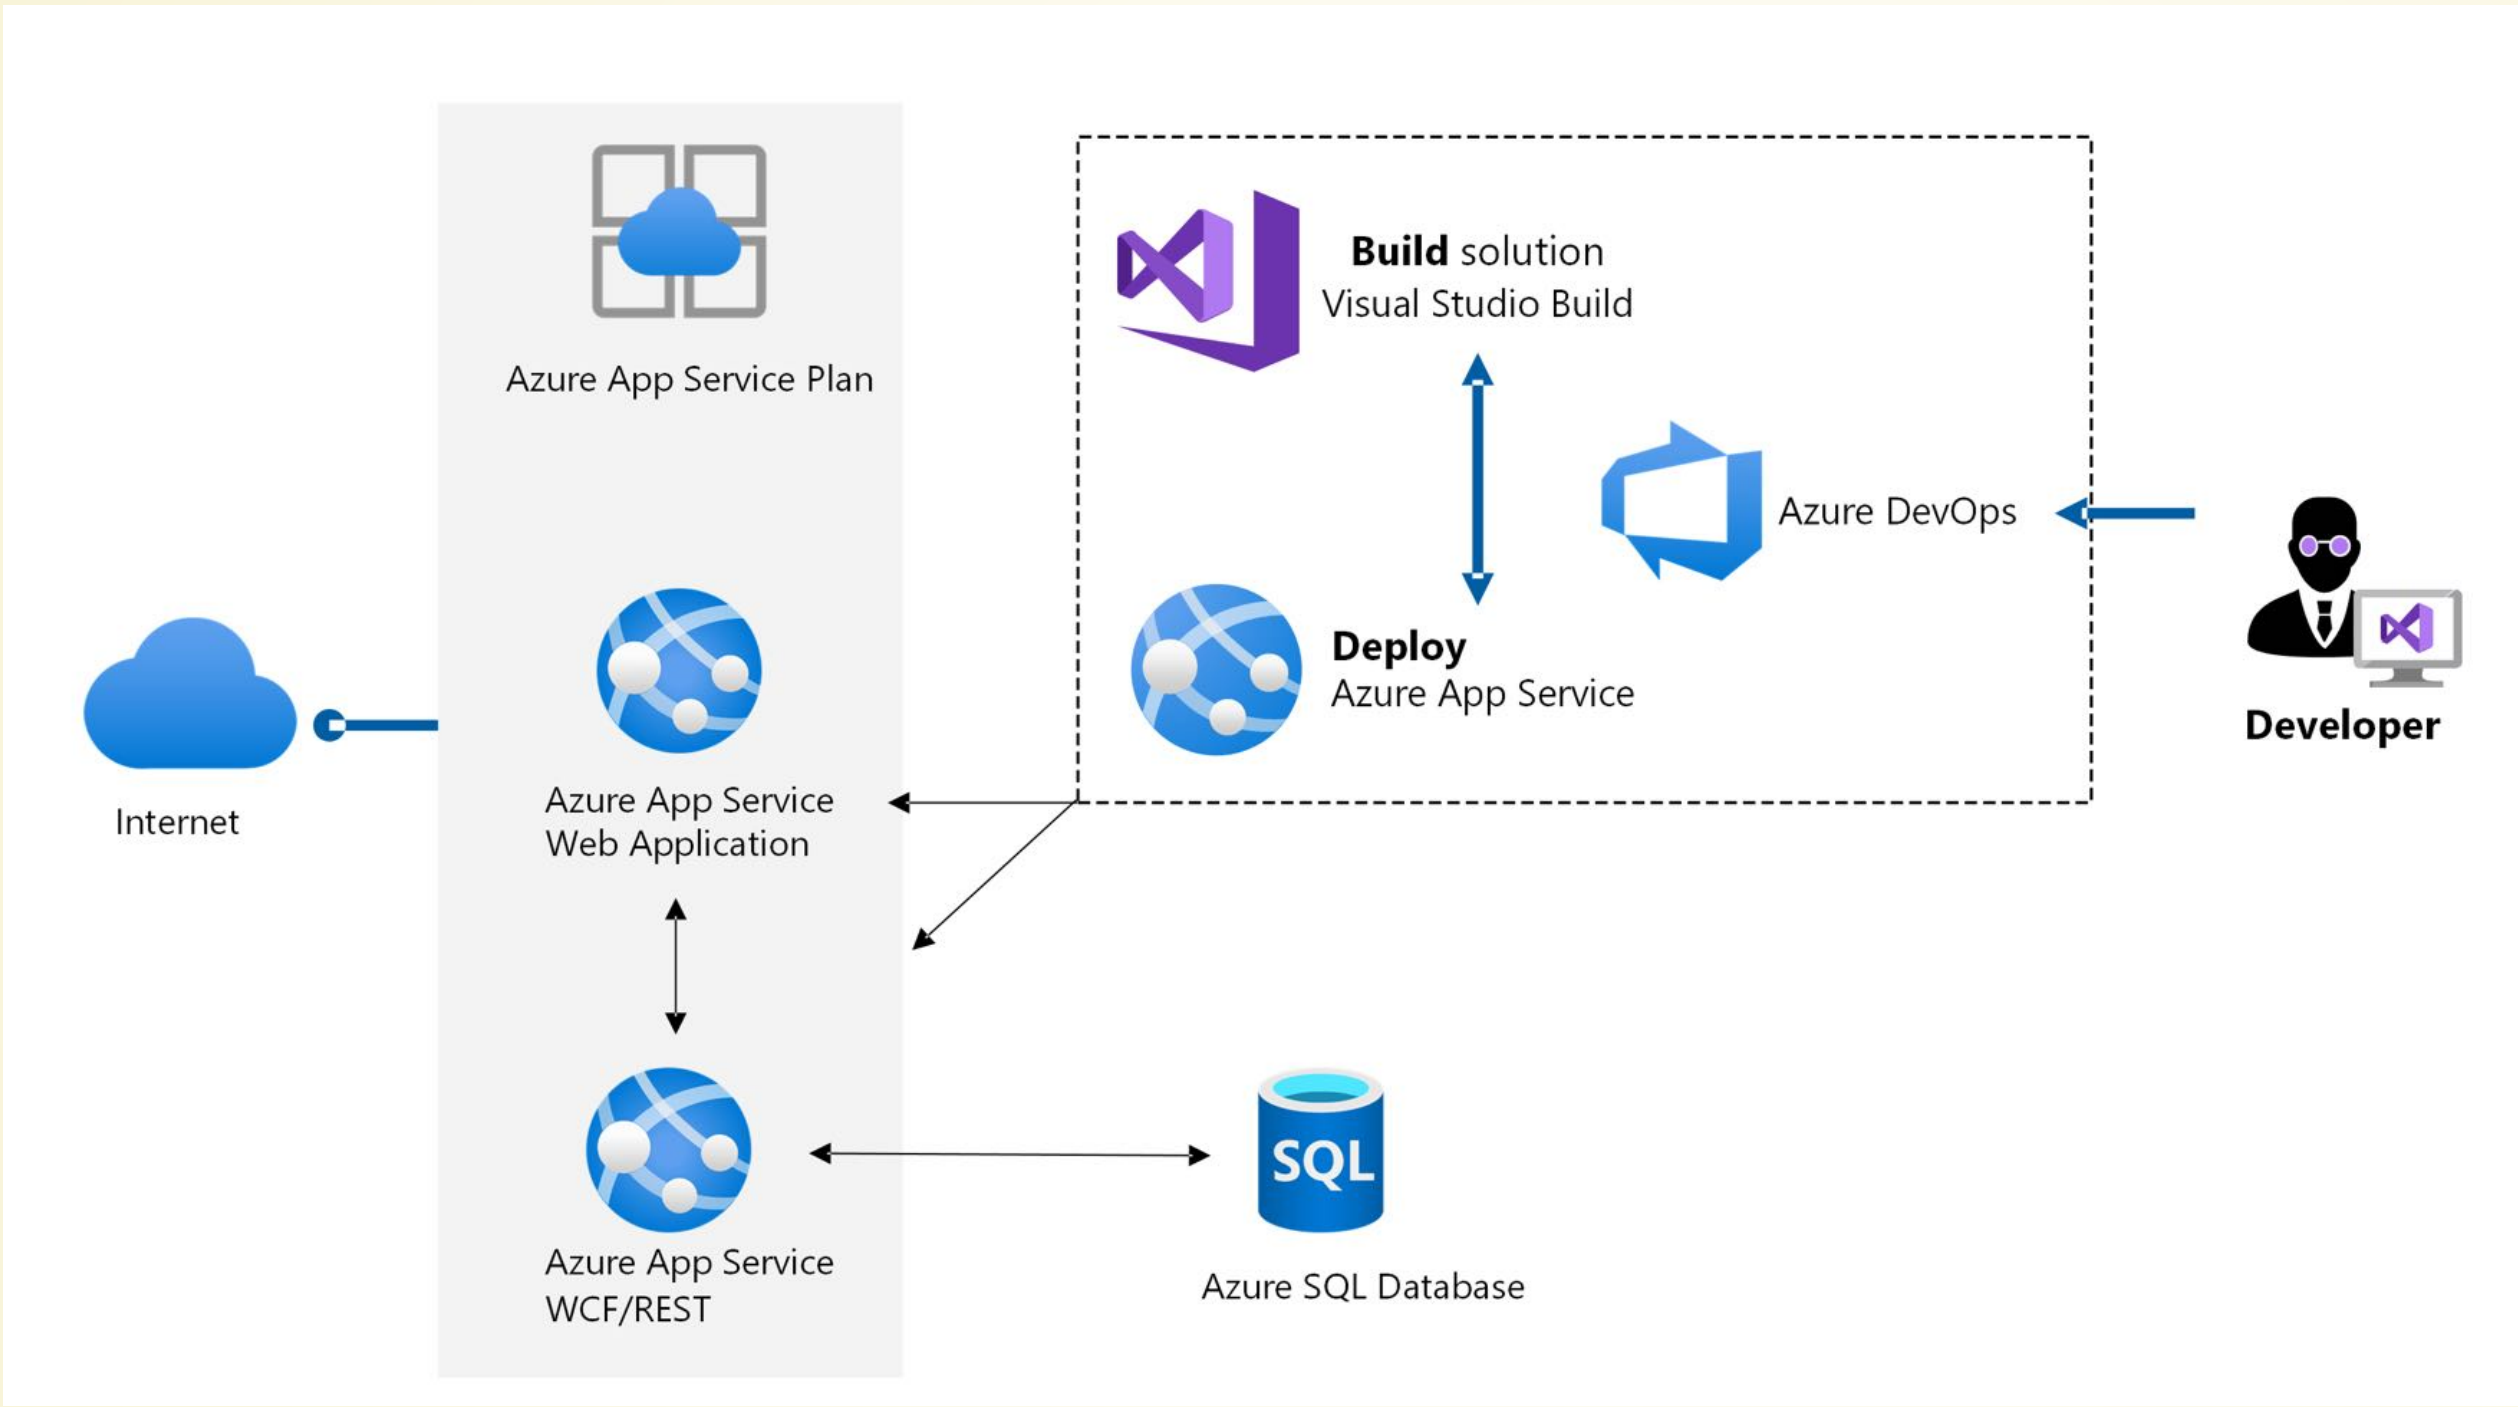 Azure App Service Plan
Build solution
Visual Studio Build
Azure DevOps
Deploy
Azure App Service
Developer
Internet
Azure App Service
Web Application
Azure App Service
WCF/REST
SQL
Azure SQL Database